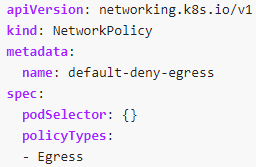 apiVersion: networking.k8s.io/v1
kind: NetworkPolicy
metadata:
  name: default-deny-egress
spec:
  podSelector: {}
  policyTypes:
  - Egress